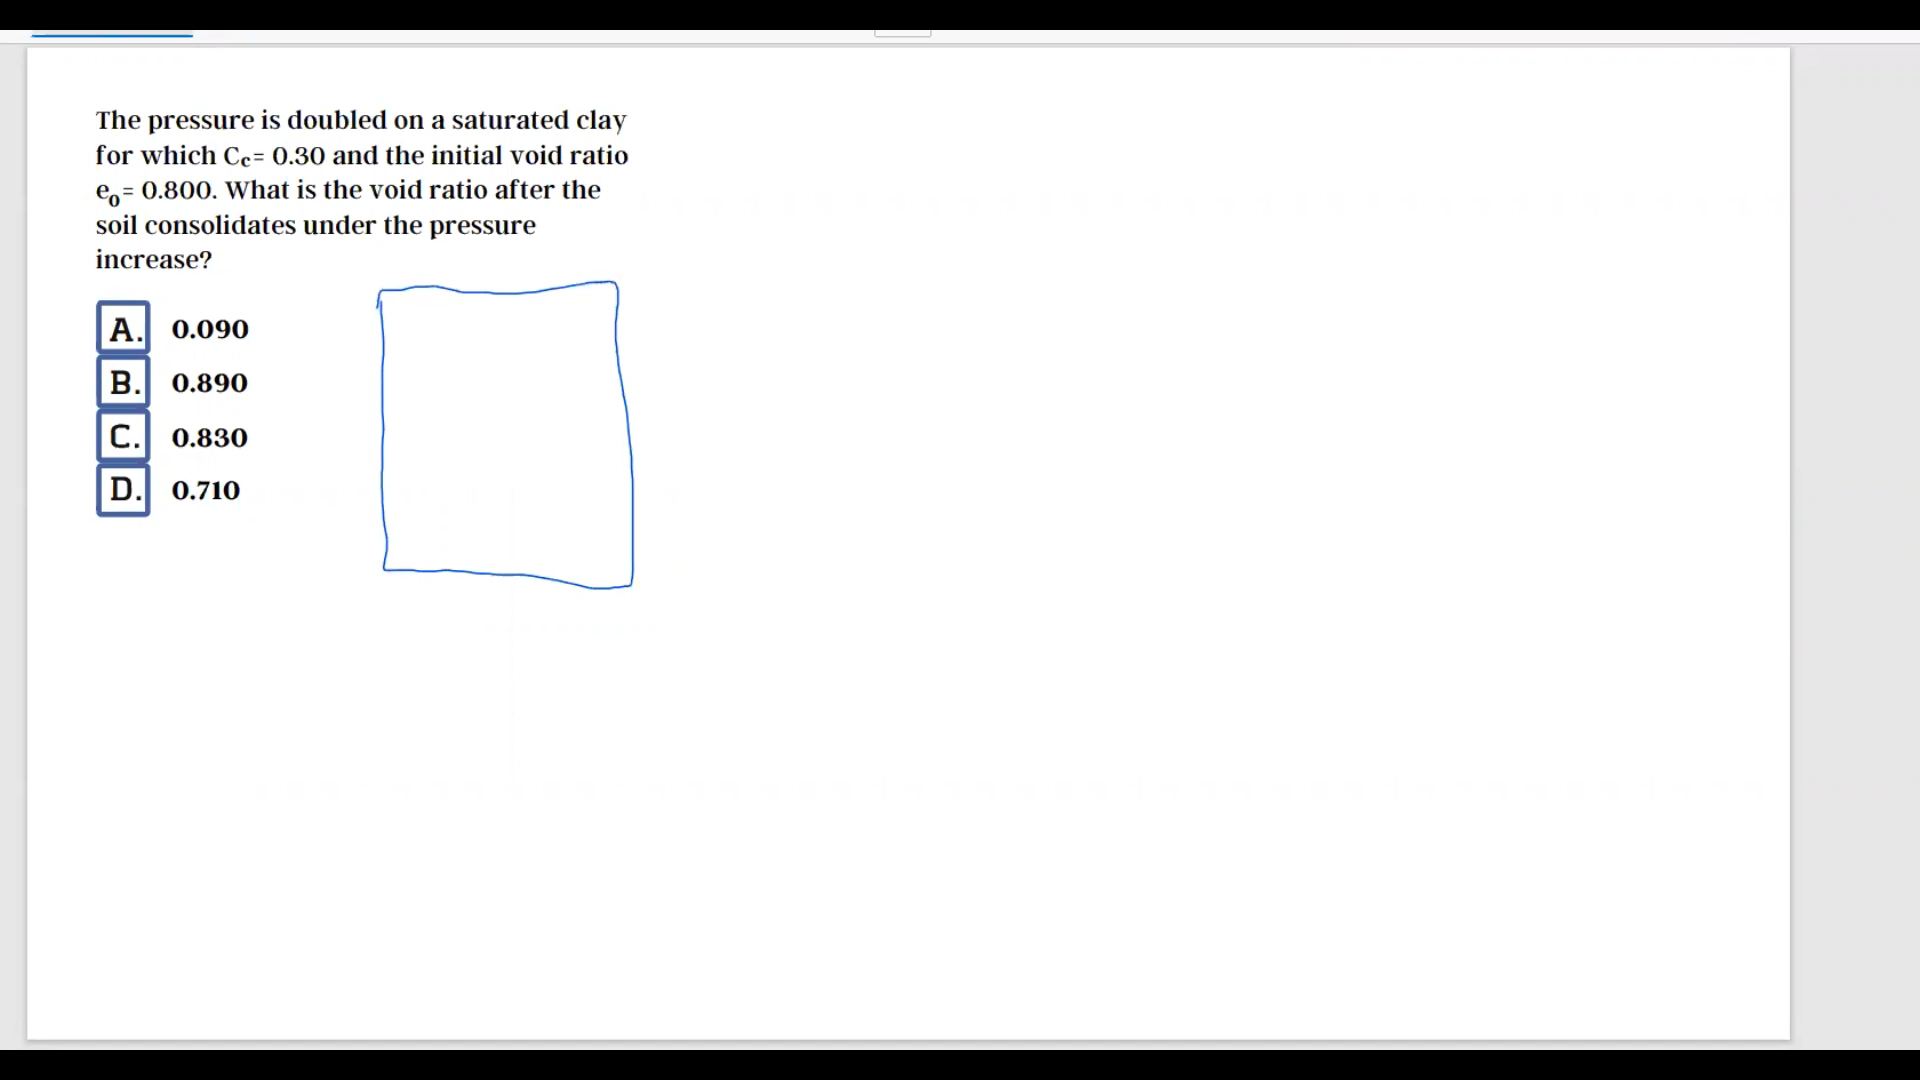 The pressure is doubled on a saturated clay
for which Cc= 0.30 and the initial void ratio
eo= 0.800. What is the void ratio after the
soil consolidates under the pressure
increase?
A. 0.090
B. 0.890
C. 0.830
D. 0.710